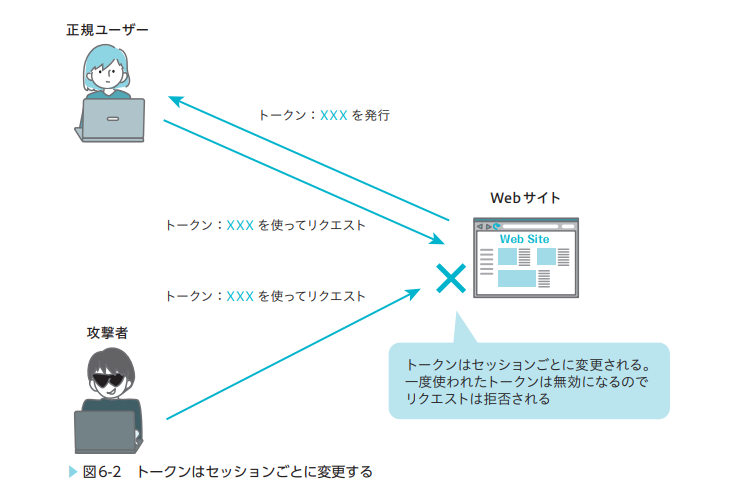 正規ユーザー
トークン：XXX を発行
Webサイト
Web Site
トークン：XXX を使ってリクエスト
トークン：XXX を使ってリクエスト
攻撃者
トークンはセッションごとに変更される。
一度使われたトークンは無効になるので
リクエストは拒否される
図6-2　トークンはセッションごとに変更する